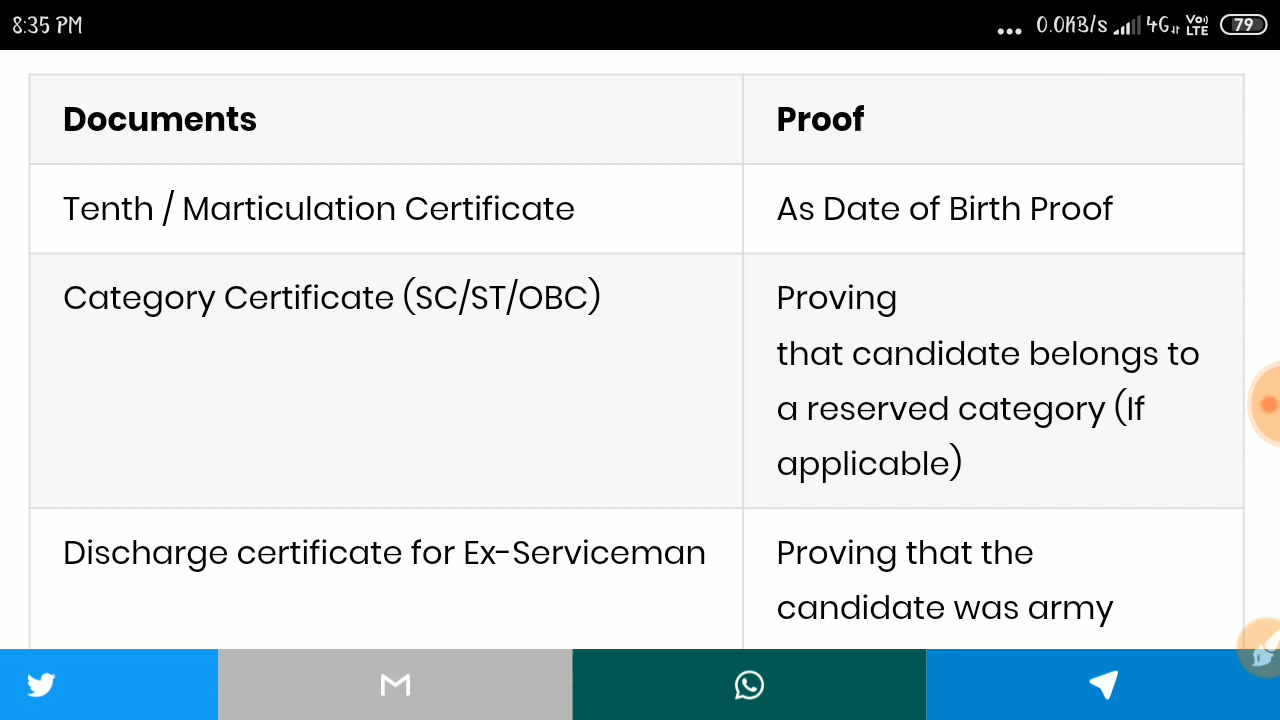 8:35 PM
... 0.0KB/s 4G Vo) LTE 79
Documents
Proof
Tenth / Marticulation Certificate
As Date of Birth Proof
Category Certificate (SC/ST/OBC)
Proving
that candidate belongs to
a reserved category (If
applicable)
Discharge certificate for Ex-Serviceman
Proving that the
candidate was army